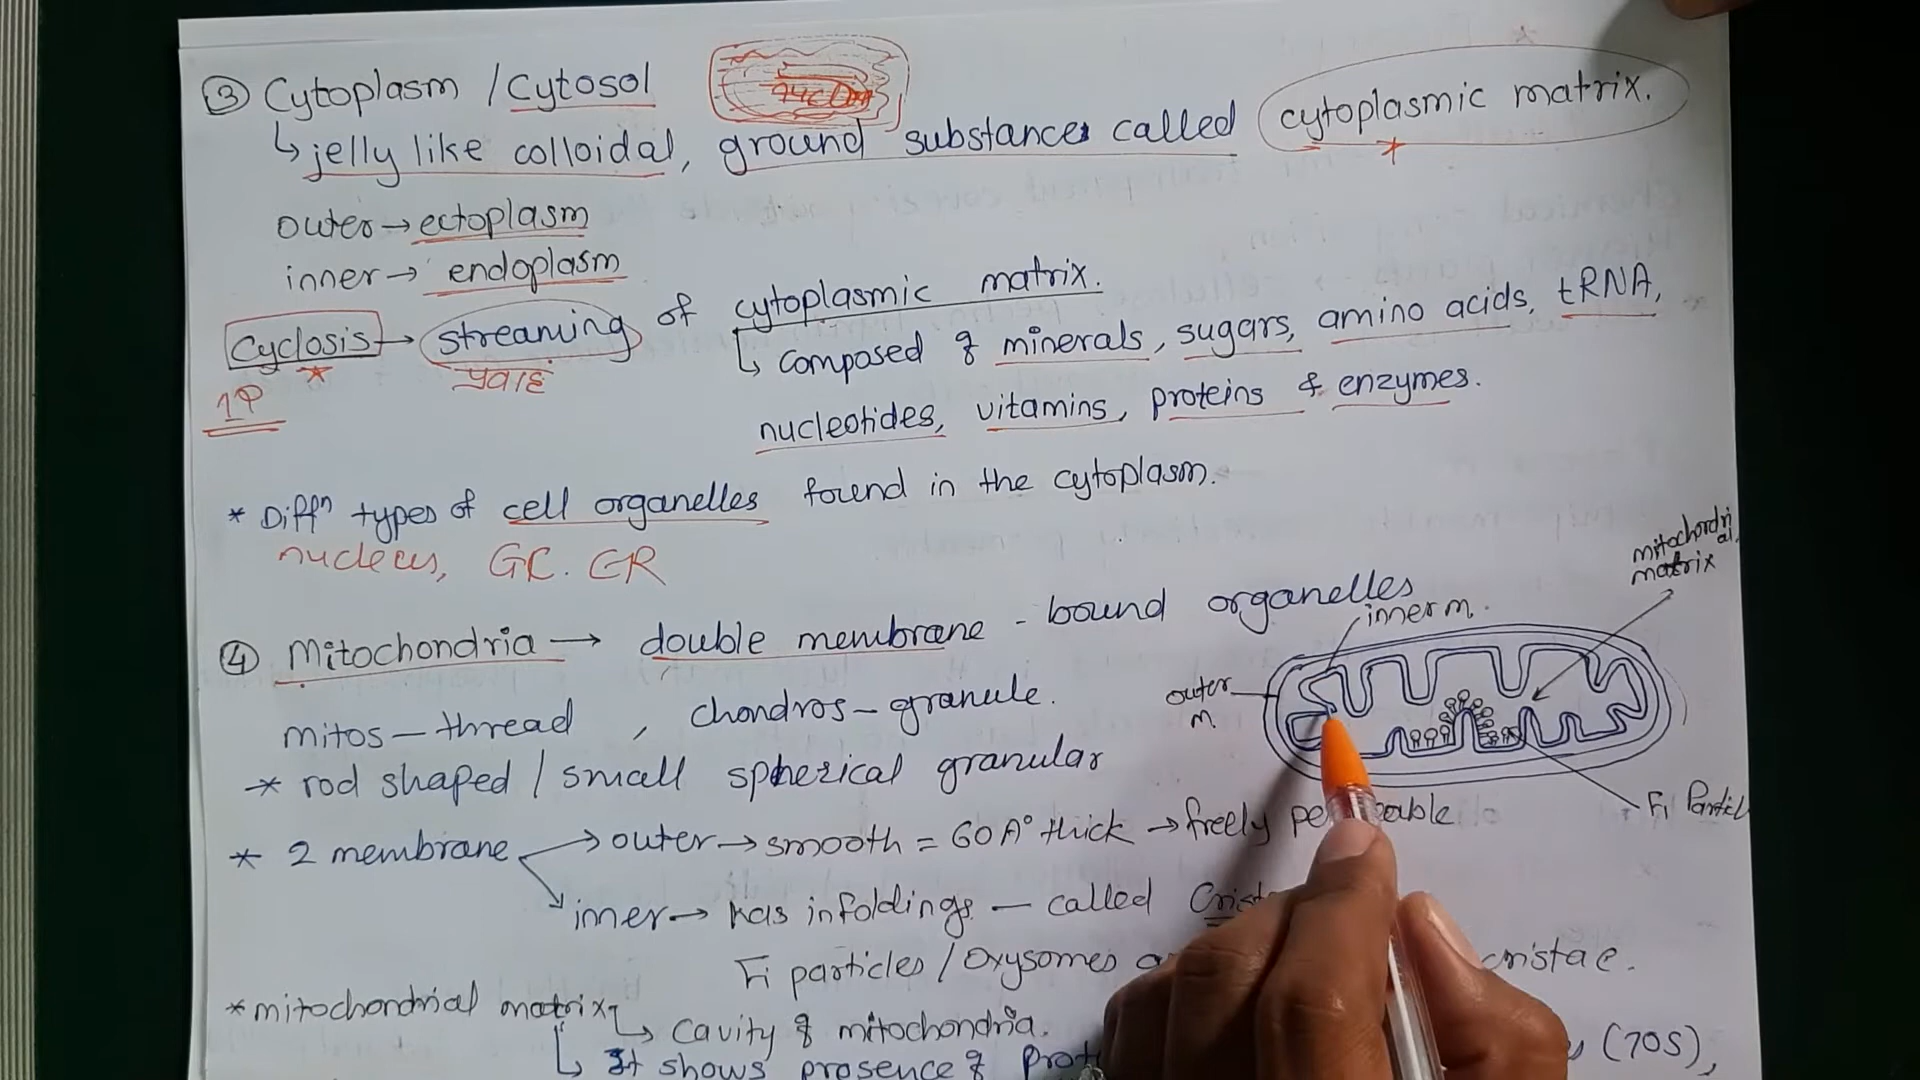 ③ Cytoplasm / Cytosol
↳ jelly like colloidal, ground substances called cytoplasmic matrix.
outer → ectoplasm
inner → endoplasm
Cyclosis → streaming of cytoplasmic matrix.
↳ composed of minerals, sugars, amino acids, tRNA,
nucleotides, vitamins, proteins & enzymes.
* Diffn types of cell organelles found in the cytoplasm.
nucleus, GC. ER
④ Mitochondria → double membrane - bound organelles
mitochondrial matrix
inner m.
outer m.
F1 Particl
mitos - thread , chondros - granule.
* rod shaped / small spherical granular
* 2 membrane → outer → smooth = 60 A° thick → freely
inner → has infoldings - called
F1 particles / Oxysomes cristae.
* mitochondrial matrix ↳ cavity of mitochondria.
↳ It shows presence of (70S),